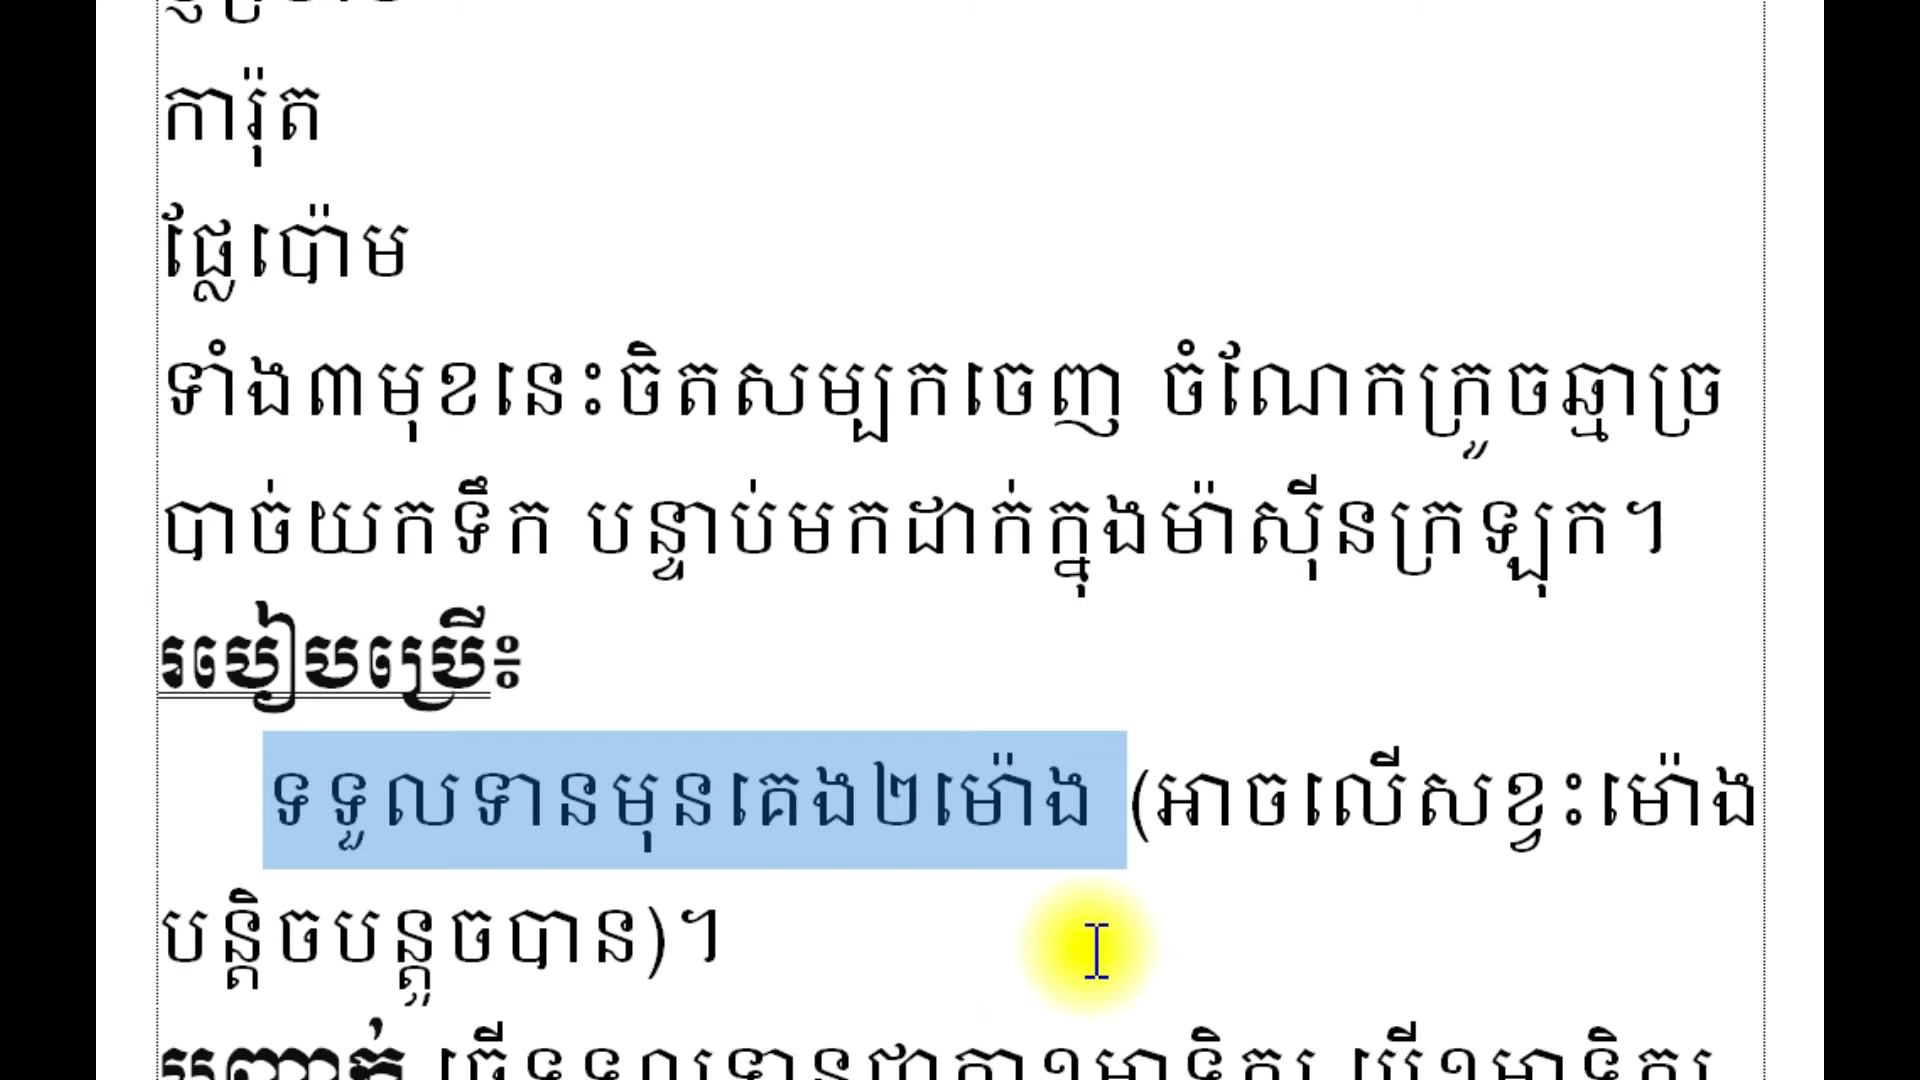 ការ៉ុត
ផ្លែប៉ោម
ទាំង៣មុខនេះចិតសម្បកចេញ ចំណែកក្រូចឆ្មាច្រ
បាច់យកទឹក បន្ទាប់មកដាក់ក្នុងម៉ាស៊ីនក្រឡុក។
របៀបប្រើ៖
ទទួលទានមុនគេង២ម៉ោង (អាចលើសខ្វះម៉ោង
បន្តិចបន្តួចបាន)។